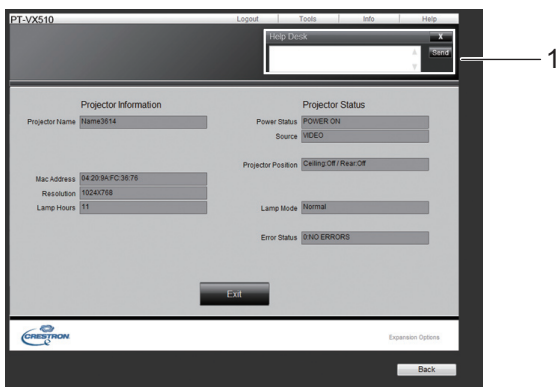 PT-VX510 Logout Tools Info Help
Help Desk X
Send
1
Projector Information Projector Status
Projector Name Name3614 Power Status POWER ON
Source VIDEO
Projector Position Ceiling:Off / Rear:Off
Mac Address 04:20:9A:FC:36:76
Resolution 1024X768
Lamp Hours 11 Lamp Mode Normal
Error Status 0:NO ERRORS
Exit
CRESTRON Expansion Options
Back